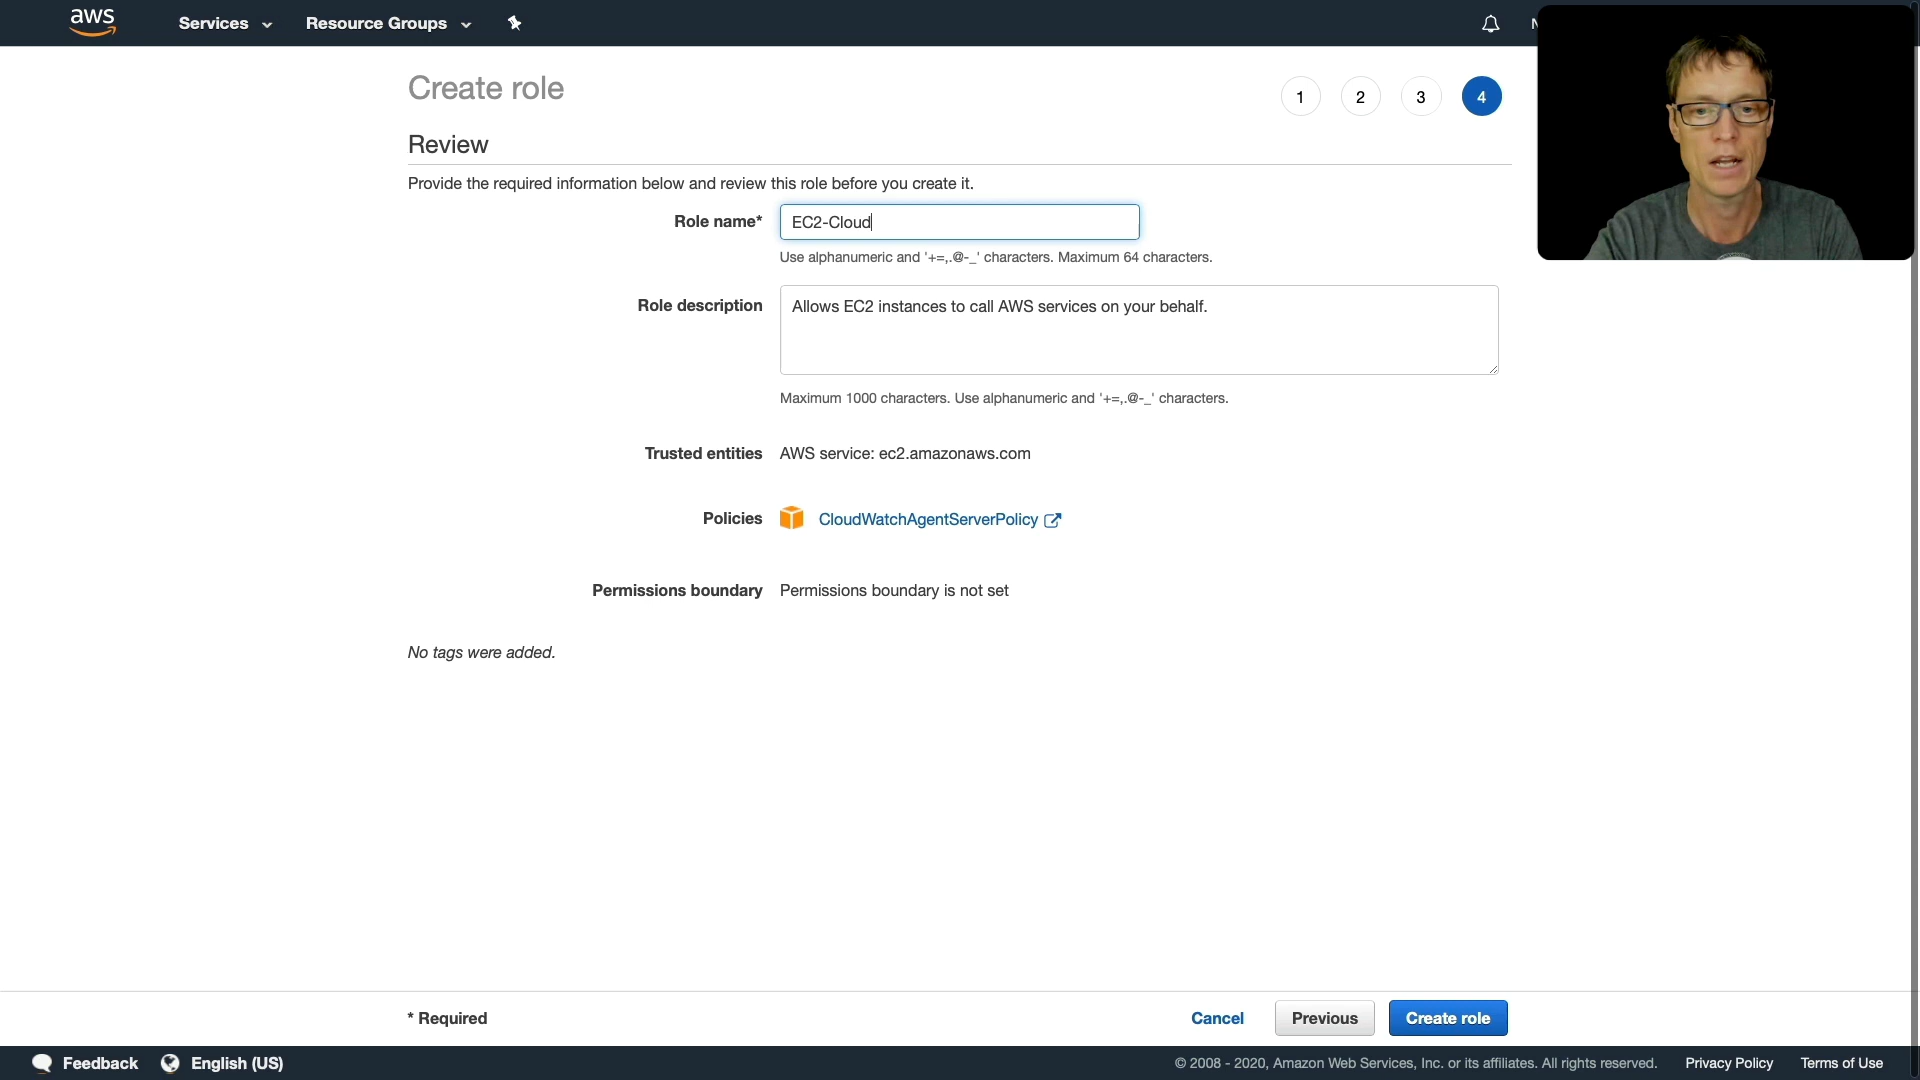 aws
Services
Resource Groups
Create role
1
2
3
4
Review
Provide the required information below and review this role before you create it.
Role name*
EC2-Cloud
Use alphanumeric and '+=,.@-_' characters. Maximum 64 characters.
Role description
Allows EC2 instances to call AWS services on your behalf.
Maximum 1000 characters. Use alphanumeric and '+=,.@-_' characters.
Trusted entities
AWS service: ec2.amazonaws.com
Policies
CloudWatchAgentServerPolicy
Permissions boundary
Permissions boundary is not set
No tags were added.
* Required
Cancel
Previous
Create role
Feedback
English (US)
© 2008 - 2020, Amazon Web Services, Inc. or its affiliates. All rights reserved.
Privacy Policy
Terms of Use